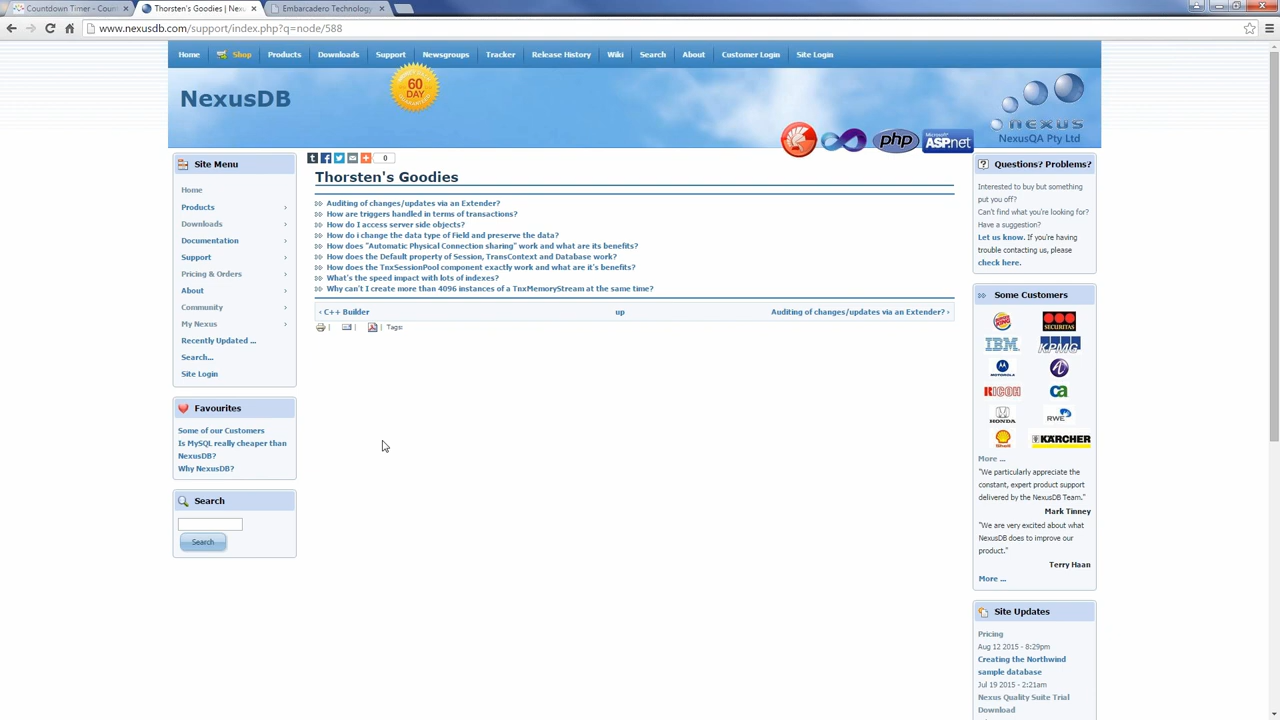 Countdown Timer - Count
Thorsten's Goodies | Nex
Embarcadero Technology
www.nexusdb.com/support/index.php?q=node/588
Home
Shop
Products
Downloads
Support
Newsgroups
Tracker
Release History
Wiki
Search
About
Customer Login
Site Login
NexusDB
60
DAY
php
Microsoft
ASP.net
nexus
NexusQA Pty Ltd
Site Menu
Home
Products
Downloads
Documentation
Support
Pricing & Orders
About
Community
My Nexus
Recently Updated ...
Search...
Site Login
Favourites
Some of our Customers
Is MySQL really cheaper than
NexusDB?
Why NexusDB?
Search
Search
0
Thorsten's Goodies
Auditing of changes/updates via an Extender?
How are triggers handled in terms of transactions?
How do I access server side objects?
How do i change the data type of Field and preserve the data?
How does "Automatic Physical Connection sharing" work and what are its benefits?
How does the Default property of Session, TransContext and Database work?
How does the TnxSessionPool component exactly work and what are it's benefits?
What's the speed impact with lots of indexes?
Why can't I create more than 4096 instances of a TnxMemoryStream at the same time?
‹ C++ Builder
up
Auditing of changes/updates via an Extender? ›
Tags:
Questions? Problems?
Interested to buy but something
put you off?
Can't find what you're looking for?
Have a suggestion?
Let us know. If you're having
trouble contacting us, please
check here.
Some Customers
SECURITAS
IBM
KPMG
MOTOROLA
RICOH
ca
HONDA
RWE
Shell
KÄRCHER
More ...
"We particularly appreciate the
constant, expert product support
delivered by the NexusDB Team."
Mark Tinney
"We are very excited about what
NexusDB does to improve our
product."
Terry Haan
More ...
Site Updates
Pricing
Aug 12 2015 - 8:29pm
Creating the Northwind
sample database
Jul 19 2015 - 2:21am
Nexus Quality Suite Trial
Download